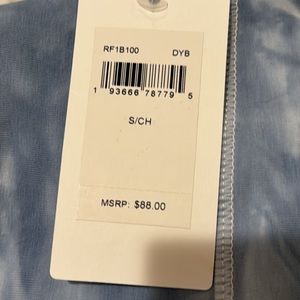 RF1B100 DYB
1 93666 78779 5
S/CH
MSRP: $88.00